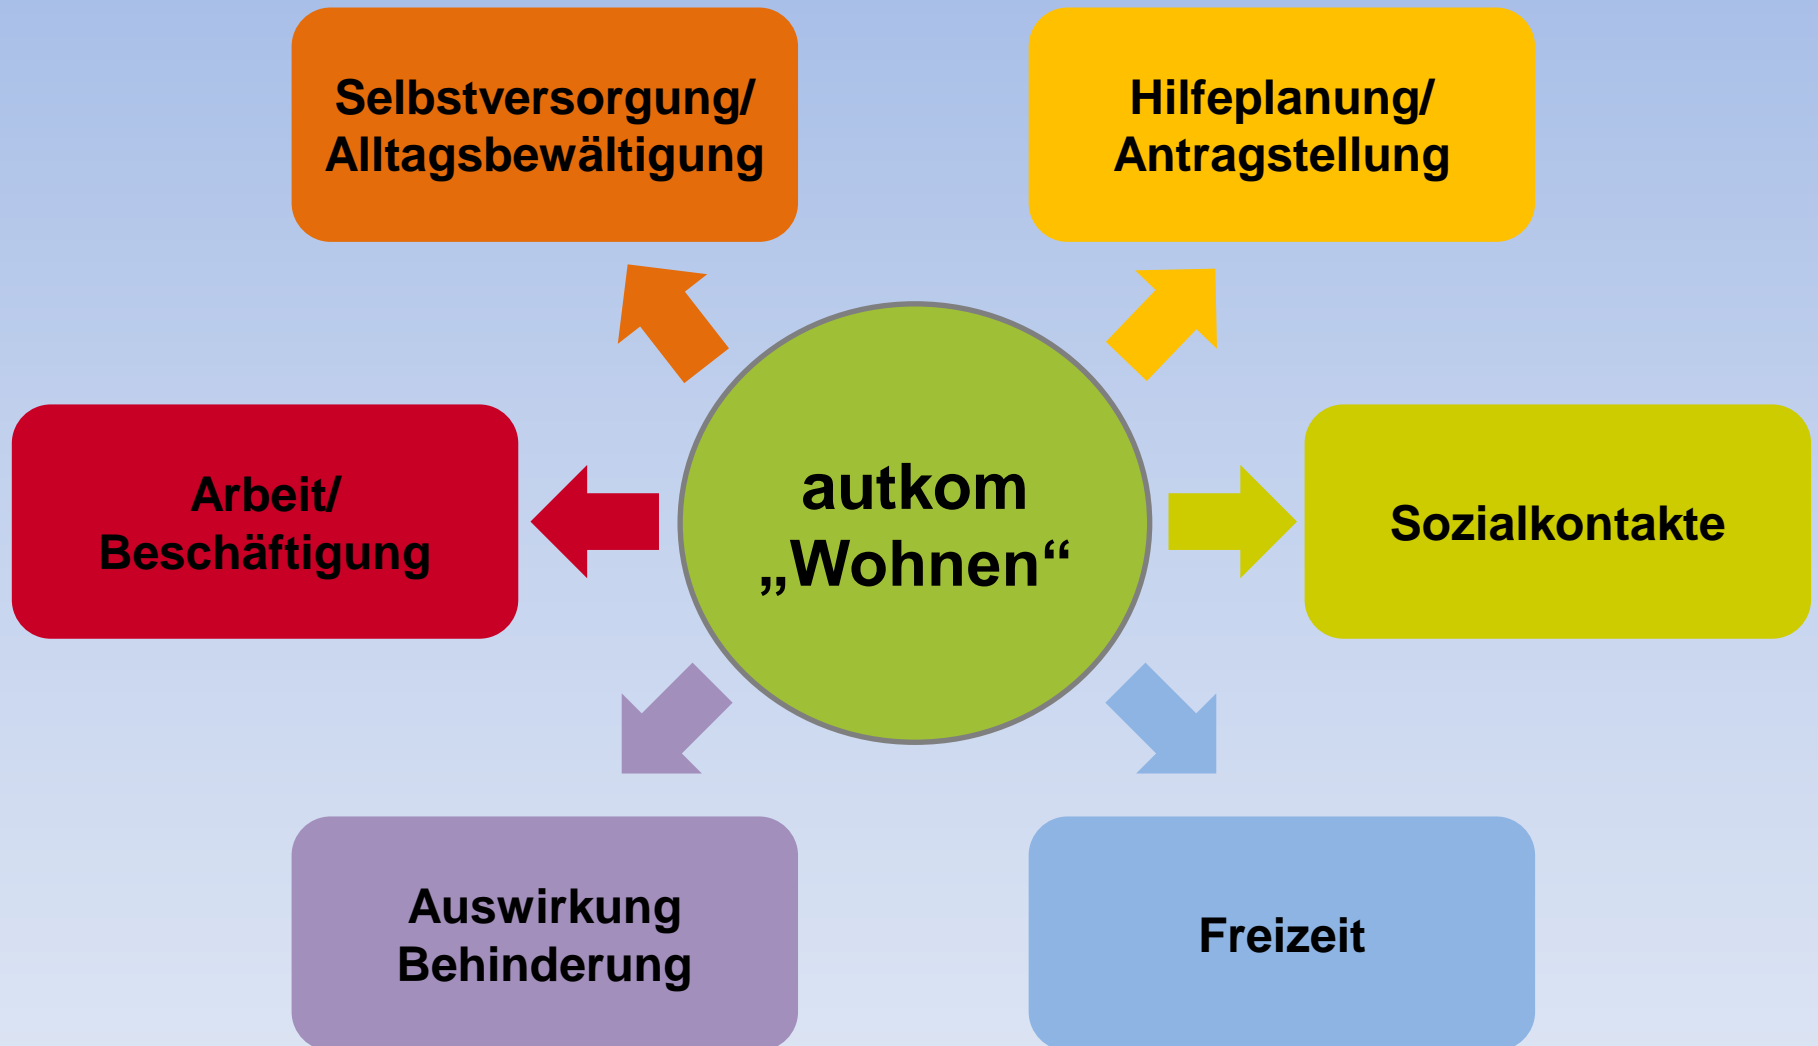 Selbstversorgung/
Alltagsbewältigung
Hilfeplanung/
Antragstellung
Arbeit/
Beschäftigung
autkom
„Wohnen“
Sozialkontakte
Auswirkung
Behinderung
Freizeit